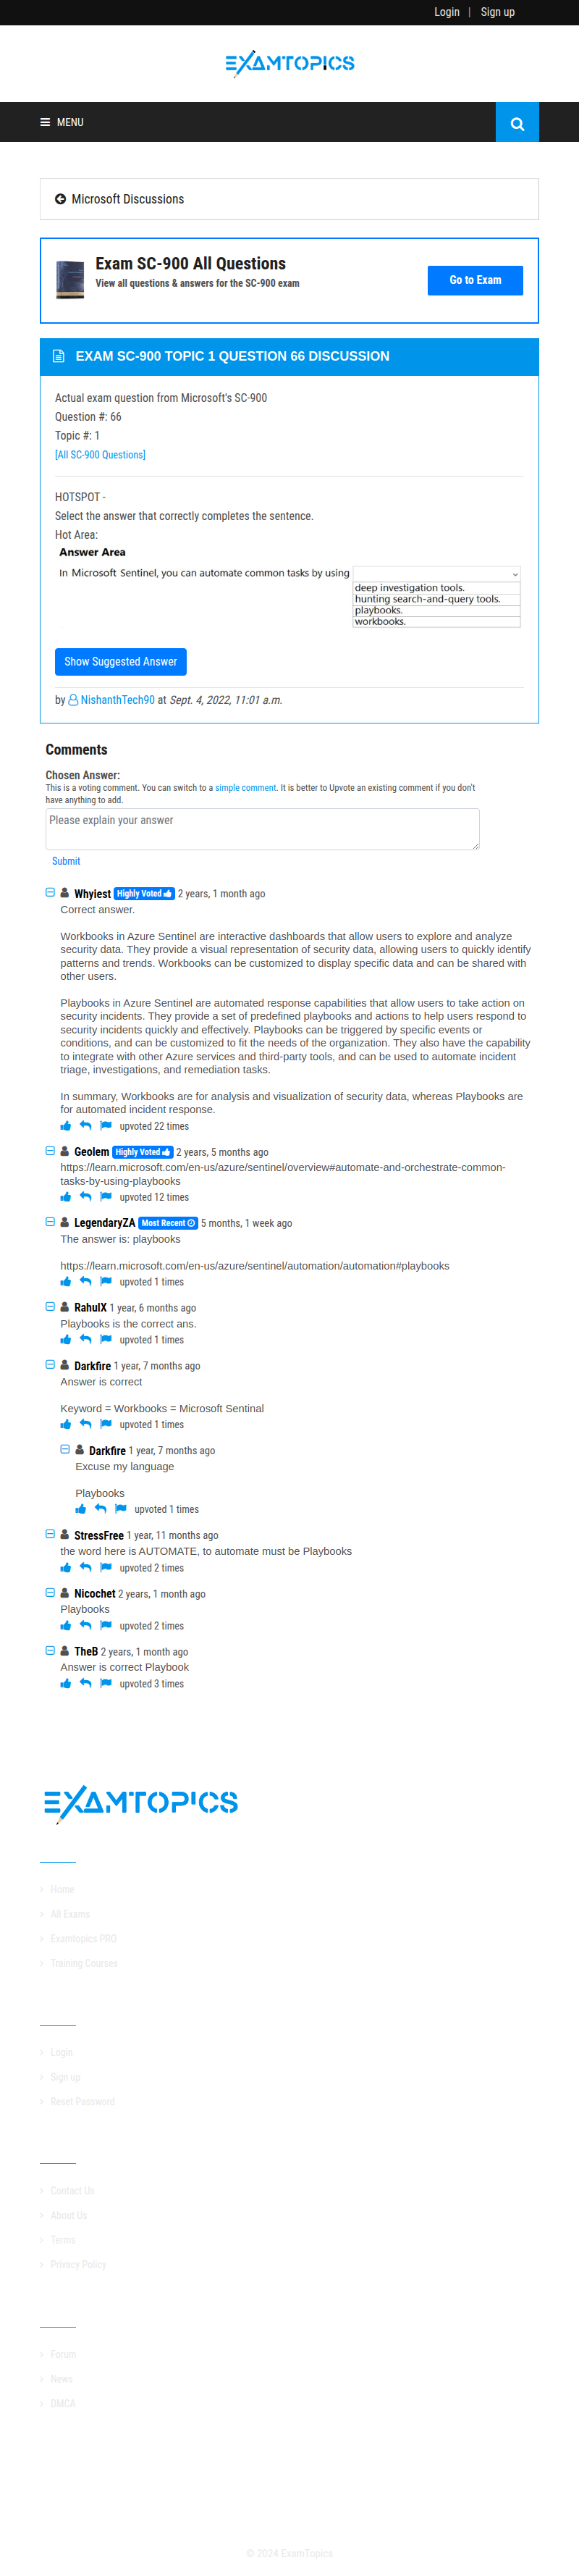 Login | Sign up
EXAMTOPICS
MENU
Microsoft Discussions
Exam SC-900 All Questions
View all questions & answers for the SC-900 exam
Go to Exam
EXAM SC-900 TOPIC 1 QUESTION 66 DISCUSSION
Actual exam question from Microsoft's SC-900
Question #: 66
Topic #: 1
[All SC-900 Questions]
HOTSPOT -
Select the answer that correctly completes the sentence.
Hot Area:
Answer Area
In Microsoft Sentinel, you can automate common tasks by using
deep investigation tools.
hunting search-and-query tools.
playbooks.
workbooks.
Show Suggested Answer
by NishanthTech90 at Sept. 4, 2022, 11:01 a.m.
Comments
Chosen Answer:
This is a voting comment. You can switch to a simple comment. It is better to Upvote an existing comment if you don't
have anything to add.
Please explain your answer
Submit
Whyiest Highly Voted 2 years, 1 month ago
Correct answer.
Workbooks in Azure Sentinel are interactive dashboards that allow users to explore and analyze
security data. They provide a visual representation of security data, allowing users to quickly identify
patterns and trends. Workbooks can be customized to display specific data and can be shared with
other users.
Playbooks in Azure Sentinel are automated response capabilities that allow users to take action on
security incidents. They provide a set of predefined playbooks and actions to help users respond to
security incidents quickly and effectively. Playbooks can be triggered by specific events or
conditions, and can be customized to fit the needs of the organization. They also have the capability
to integrate with other Azure services and third-party tools, and can be used to automate incident
triage, investigations, and remediation tasks.
In summary, Workbooks are for analysis and visualization of security data, whereas Playbooks are
for automated incident response.
upvoted 22 times
Geolem Highly Voted 2 years, 5 months ago
https://learn.microsoft.com/en-us/azure/sentinel/overview#automate-and-orchestrate-common-
tasks-by-using-playbooks
upvoted 12 times
LegendaryZA Most Recent 5 months, 1 week ago
The answer is: playbooks
https://learn.microsoft.com/en-us/azure/sentinel/automation/automation#playbooks
upvoted 1 times
RahulX 1 year, 6 months ago
Playbooks is the correct ans.
upvoted 1 times
Darkfire 1 year, 7 months ago
Answer is correct
Keyword = Workbooks = Microsoft Sentinal
upvoted 1 times
Darkfire 1 year, 7 months ago
Excuse my language
Playbooks
upvoted 1 times
StressFree 1 year, 11 months ago
the word here is AUTOMATE, to automate must be Playbooks
upvoted 2 times
Nicochet 2 years, 1 month ago
Playbooks
upvoted 2 times
TheB 2 years, 1 month ago
Answer is correct Playbook
upvoted 3 times
EXAMTOPICS
Home
All Exams
Examtopics PRO
Training Courses
Login
Sign up
Reset Password
Contact Us
About Us
Terms
Privacy Policy
Forum
News
DMCA
© 2024 ExamTopics